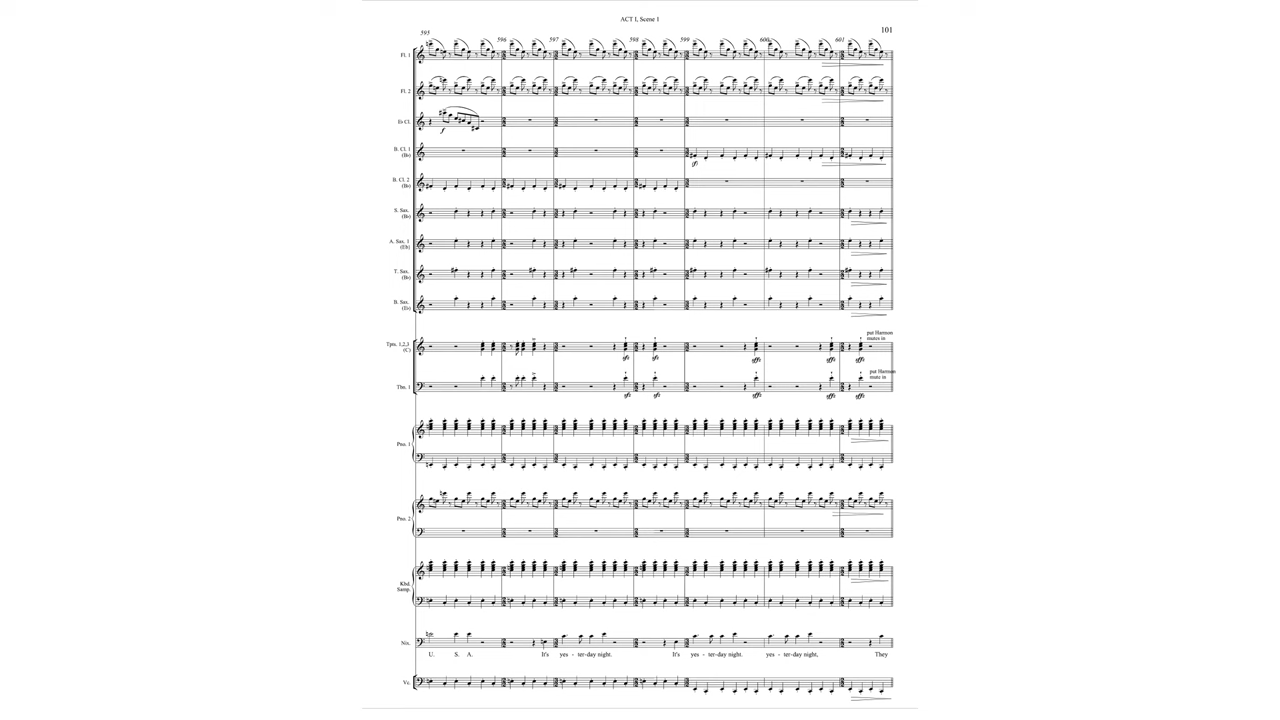 ACT I, Scene 1
101
595 596 597 598 599 600 601
Fl. 1
Fl. 2
E♭ Cl.
f
B. Cl. 1
(B♭)
B. Cl. 2
(B♭)
S. Sax.
(B♭)
A. Sax. 1
(E♭)
T. Sax.
(B♭)
B. Sax.
(E♭)
put Harmon
mutes in
Tpts. 1,2,3
(C)
put Harmon
mute in
Tbn. 1
Pno. 1
Pno. 2
Kbd.
Samp.
Nix.
U. S. A. It's yes - ter-day night. It's yes - ter-day night. yes - ter-day night, They
Vc.